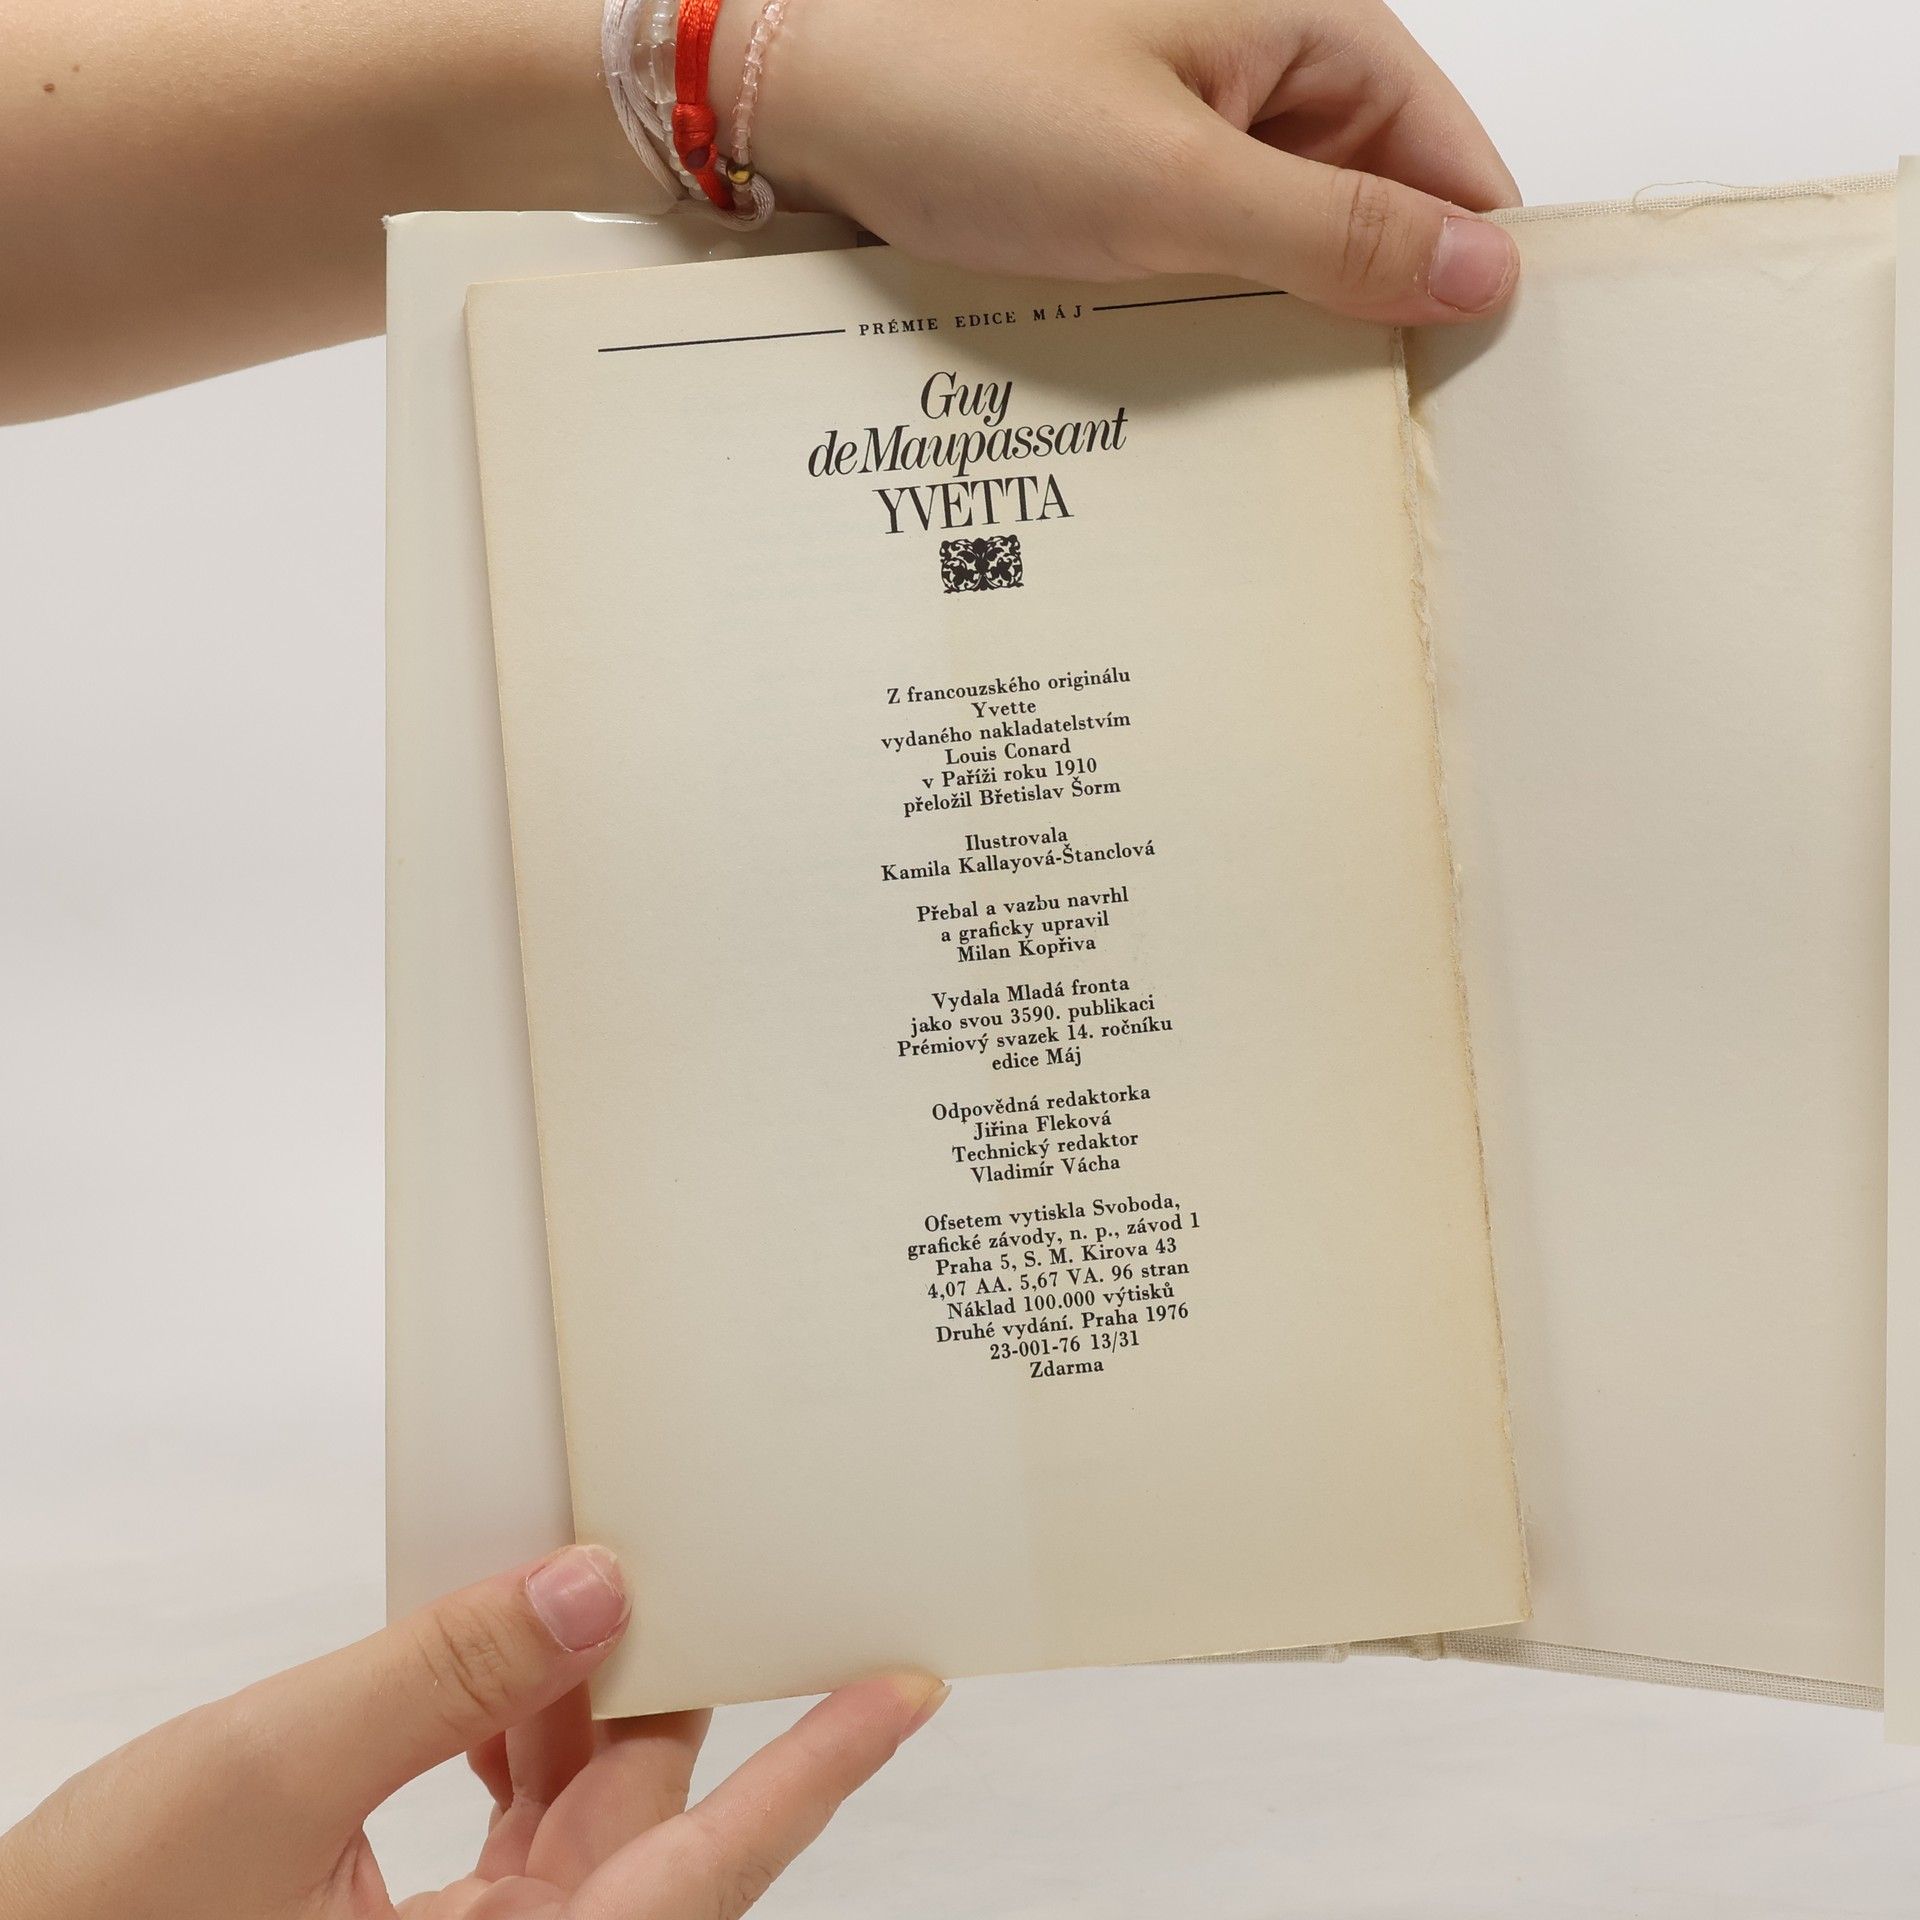 PRÉMIE EDICE MÁJ
Guy
de Maupassant
YVETTA
Z francouzského originálu
Yvette
vydaného nakladatelstvím
Louis Conard
v Paříži roku 1910
přeložil Břetislav Šorm
Ilustrovala
Kamila Kallayová-Štanclová
Přebal a vazbu navrhl
a graficky upravil
Milan Kopřiva
Vydala Mladá fronta
jako svou 3590. publikaci
Prémiový svazek 14. ročníku
edice Máj
Odpovědná redaktorka
Jiřina Fleková
Technický redaktor
Vladimír Vácha
Ofsetem vytiskla Svoboda,
grafické závody, n. p., závod 1
Praha 5, S. M. Kirova 43
4,07 AA. 5,67 VA. 96 stran
Náklad 100.000 výtisků
Druhé vydání. Praha 1976
23-001-76 13/31
Zdarma